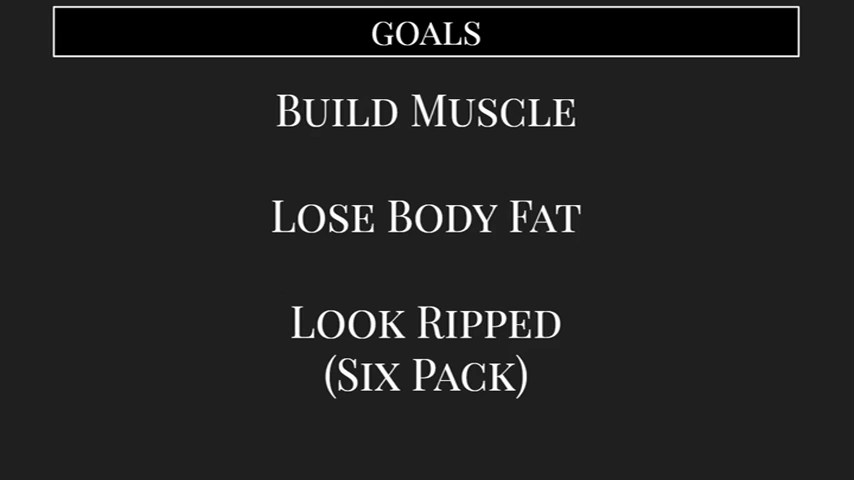 GOALS
Build Muscle
Lose Body Fat
Look Ripped
(Six Pack)